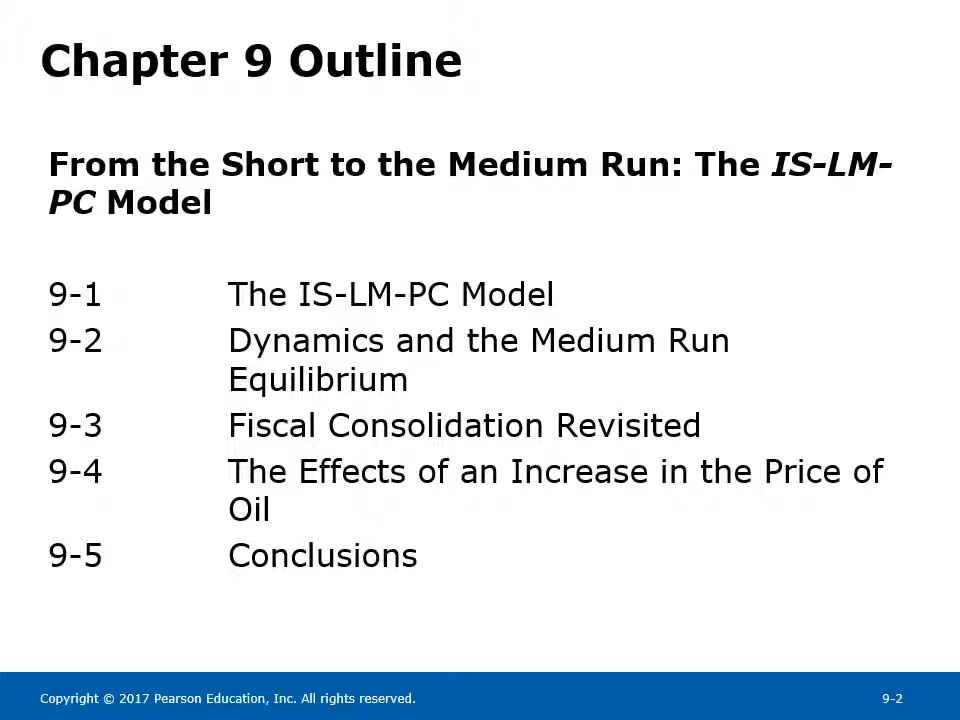 Chapter 9 Outline
From the Short to the Medium Run: The IS-LM-
PC Model
9-1 The IS-LM-PC Model
9-2 Dynamics and the Medium Run
Equilibrium
9-3 Fiscal Consolidation Revisited
9-4 The Effects of an Increase in the Price of
Oil
9-5 Conclusions
Copyright © 2017 Pearson Education, Inc. All rights reserved. 9-2